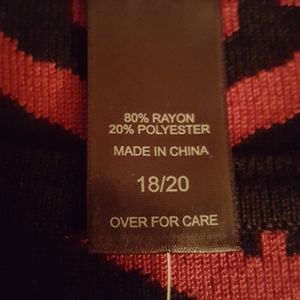 80% RAYON
20% POLYESTER
MADE IN CHINA
18/20
OVER FOR CARE